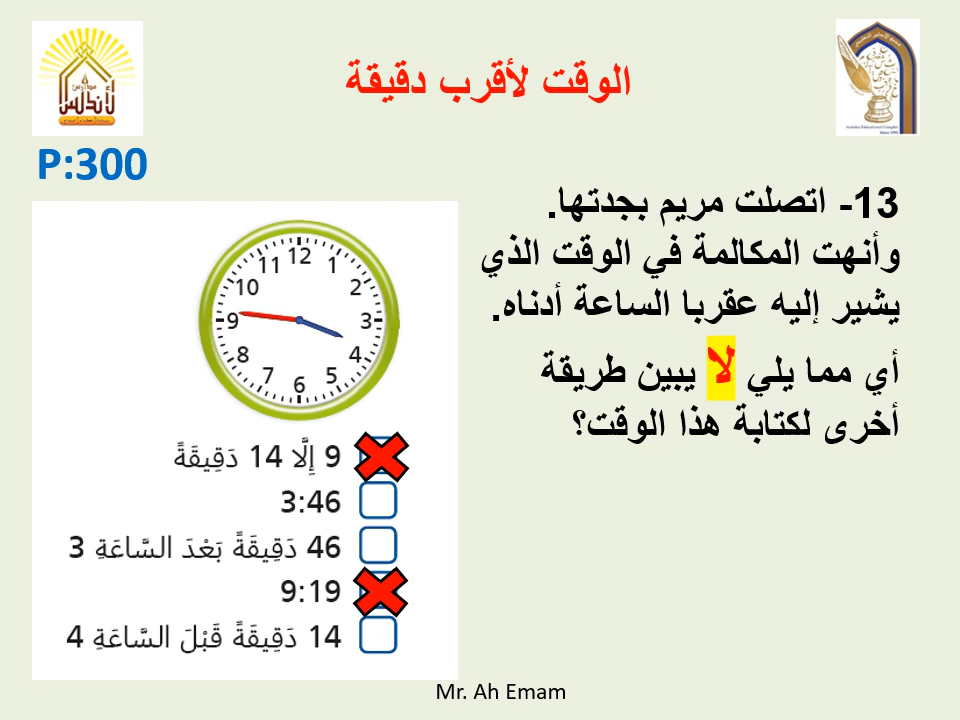 الوقت لأقرب دقيقة
P:300
13- اتصلت مريم بجدتها.
وأنهت المكالمة في الوقت الذي
يشير إليه عقربا الساعة أدناه.
أي مما يلي لا يبين طريقة
أخرى لكتابة هذا الوقت؟
12
11 1
10 2
9 3
8 4
7 5
6
9 إِلَّا 14 دَقِيقَةً
3:46
46 دَقِيقَةً بَعْدَ السَّاعَةِ 3
9:19
14 دَقِيقَةً قَبْلَ السَّاعَةِ 4
Mr. Ah Emam